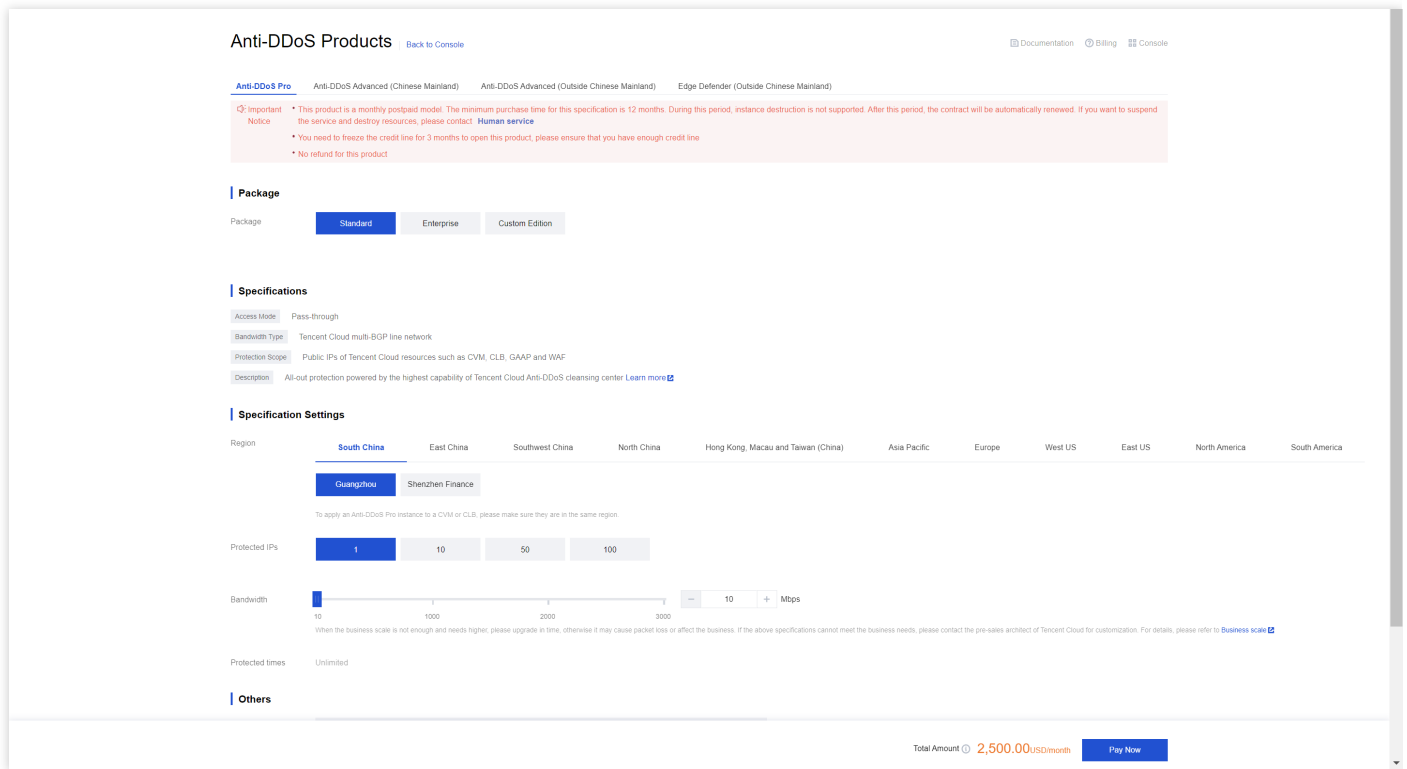 Anti-DDoS Products Back to Console Documentation Billing Console
Anti-DDoS Pro Anti-DDoS Advanced (Chinese Mainland) Anti-DDoS Advanced (Outside Chinese Mainland) Edge Defender (Outside Chinese Mainland)
Important Notice
• This product is a monthly postpaid model. The minimum purchase time for this specification is 12 months. During this period, instance destruction is not supported. After this period, the contract will be automatically renewed. If you want to suspend
the service and destroy resources, please contact Human service
• You need to freeze the credit line for 3 months to open this product, please ensure that you have enough credit line
• No refund for this product
Package
Package Standard Enterprise Custom Edition
Specifications
Access Mode Pass-through
Bandwidth Type Tencent Cloud multi-BGP line network
Protection Scope Public IPs of Tencent Cloud resources such as CVM, CLB, GAAP and WAF
Description All-out protection powered by the highest capability of Tencent Cloud Anti-DDoS cleansing center Learn more
Specification Settings
Region South China East China Southwest China North China Hong Kong, Macau and Taiwan (China) Asia Pacific Europe West US East US North America South America
Guangzhou Shenzhen Finance
To apply an Anti-DDoS Pro instance to a CVM or CLB, please make sure they are in the same region.
Protected IPs 1 10 50 100
Bandwidth − 10 + Mbps
10 1000 2000 3000
When the business scale is not enough and needs higher, please upgrade in time, otherwise it may cause packet loss or affect the business. If the above specifications cannot meet the business needs, please contact the pre-sales architect of Tencent Cloud for customization. For details, please refer to Business scale
Protected times Unlimited
Others
Total Amount 2,500.00USD/month Pay Now